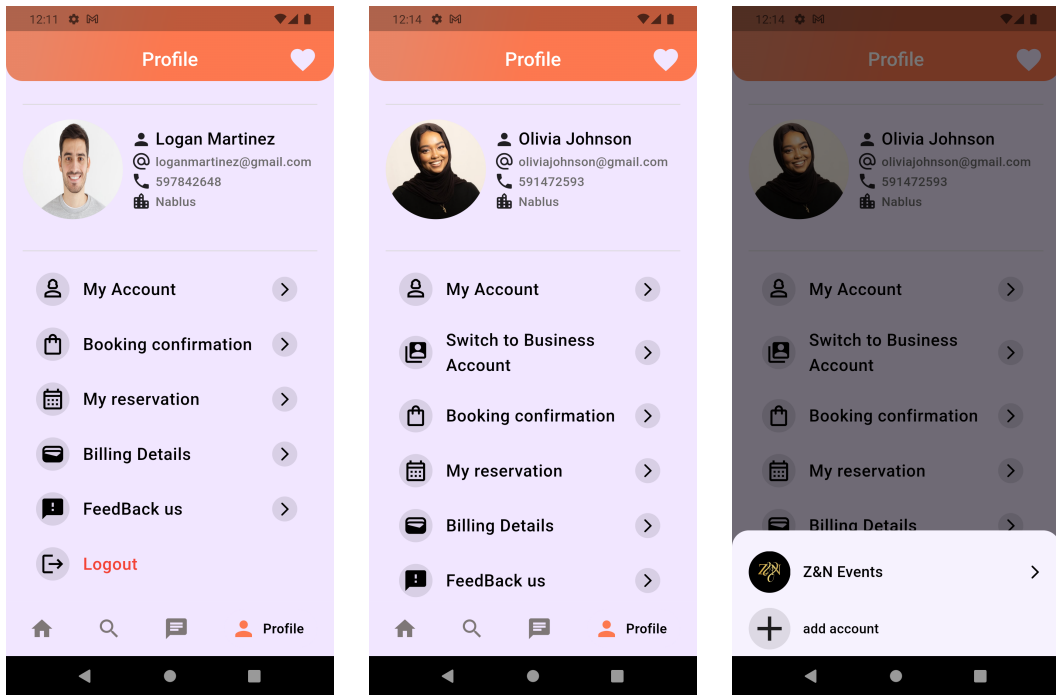 12:11
Profile
Logan Martinez
loganmartinez@gmail.com
597842648
Nablus
My Account
Booking confirmation
My reservation
Billing Details
FeedBack us
Logout
Profile
12:14
Profile
Olivia Johnson
oliviajohnson@gmail.com
591472593
Nablus
My Account
Switch to Business
Account
Booking confirmation
My reservation
Billing Details
FeedBack us
Profile
12:14
Profile
Olivia Johnson
oliviajohnson@gmail.com
591472593
Nablus
My Account
Switch to Business
Account
Booking confirmation
My reservation
Billing Details
Z&N Events
add account